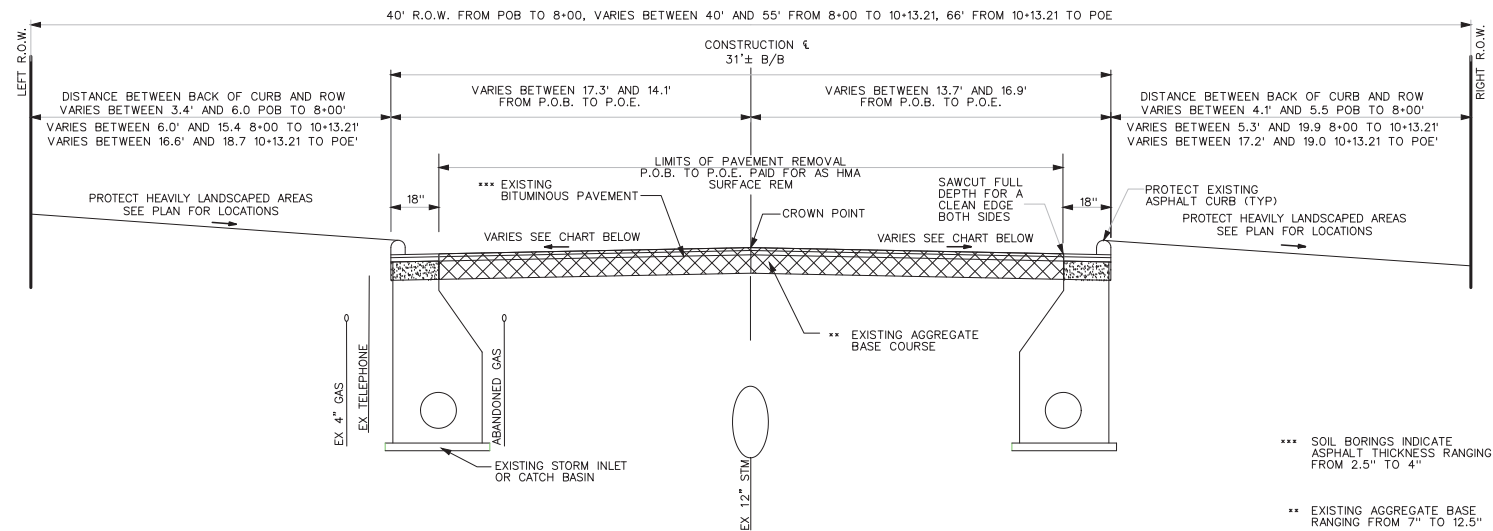 40' R.O.W. FROM POB TO 8+00, VARIES BETWEEN 40' AND 55' FROM 8+00 TO 10+13.21, 66' FROM 10+13.21 TO POE
LEFT R.O.W.
RIGHT R.O.W.
CONSTRUCTION ℄
31'± B/B
VARIES BETWEEN 17.3' AND 14.1'
FROM P.O.B. TO P.O.E.
VARIES BETWEEN 13.7' AND 16.9'
FROM P.O.B. TO P.O.E.
DISTANCE BETWEEN BACK OF CURB AND ROW
VARIES BETWEEN 3.4' AND 6.0 POB TO 8+00'
VARIES BETWEEN 6.0' AND 15.4 8+00 TO 10+13.21'
VARIES BETWEEN 16.6' AND 18.7 10+13.21 TO POE'
DISTANCE BETWEEN BACK OF CURB AND ROW
VARIES BETWEEN 4.1' AND 5.5 POB TO 8+00'
VARIES BETWEEN 5.3' AND 19.9 8+00 TO 10+13.21'
VARIES BETWEEN 17.2' AND 19.0 10+13.21 TO POE'
LIMITS OF PAVEMENT REMOVAL
P.O.B. TO P.O.E. PAID FOR AS HMA
SURFACE REM
PROTECT HEAVILY LANDSCAPED AREAS
SEE PLAN FOR LOCATIONS
18"
*** EXISTING
BITUMINOUS PAVEMENT
CROWN POINT
SAWCUT FULL
DEPTH FOR A
CLEAN EDGE
BOTH SIDES
18"
PROTECT EXISTING
ASPHALT CURB (TYP)
PROTECT HEAVILY LANDSCAPED AREAS
SEE PLAN FOR LOCATIONS
VARIES SEE CHART BELOW
VARIES SEE CHART BELOW
** EXISTING AGGREGATE
BASE COURSE
EX 4" GAS
EX TELEPHONE
ABANDONED GAS
EXISTING STORM INLET
OR CATCH BASIN
EX 12" STM
*** SOIL BORINGS INDICATE
ASPHALT THICKNESS RANGING
FROM 2.5" TO 4"
** EXISTING AGGREGATE BASE
RANGING FROM 7" TO 12.5"